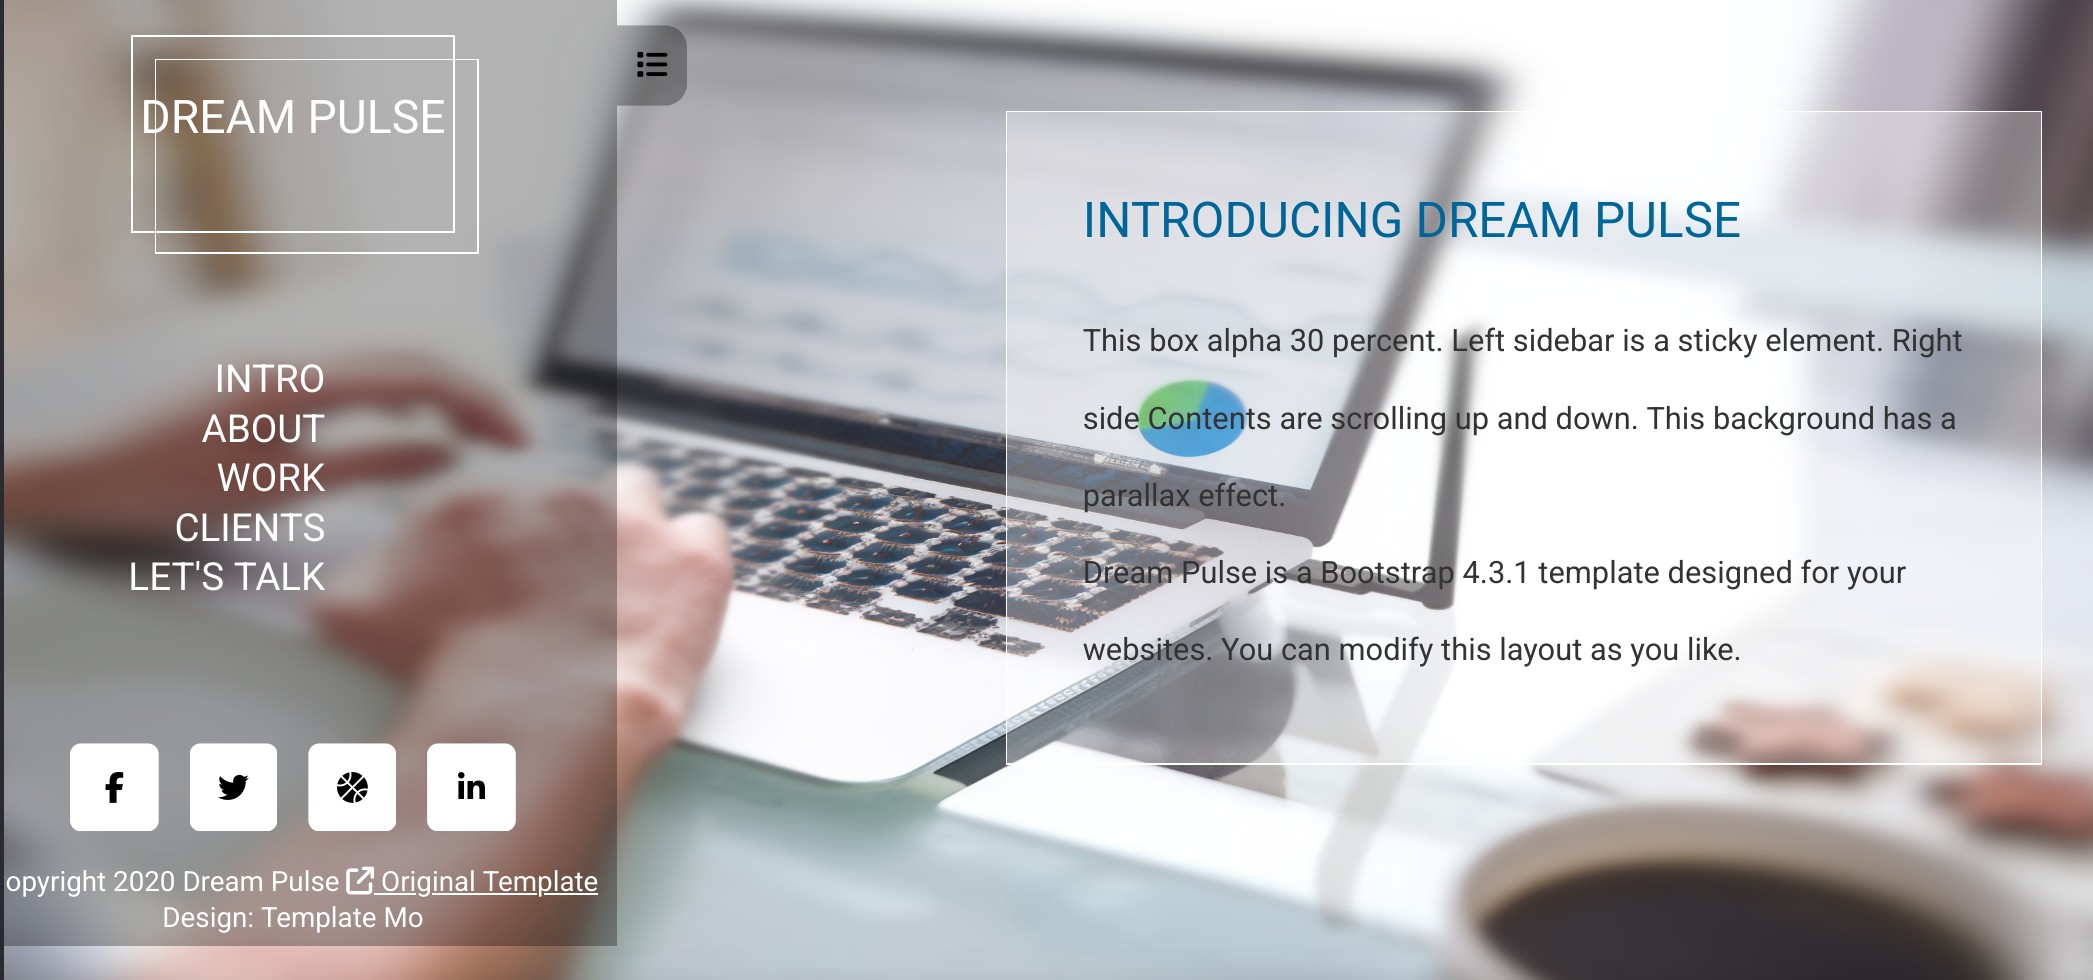 DREAM PULSE
INTRO
ABOUT
WORK
CLIENTS
LET'S TALK
opyright 2020 Dream Pulse Original Template
Design: Template Mo
INTRODUCING DREAM PULSE
This box alpha 30 percent. Left sidebar is a sticky element. Right
side Contents are scrolling up and down. This background has a
parallax effect.
Dream Pulse is a Bootstrap 4.3.1 template designed for your
websites. You can modify this layout as you like.